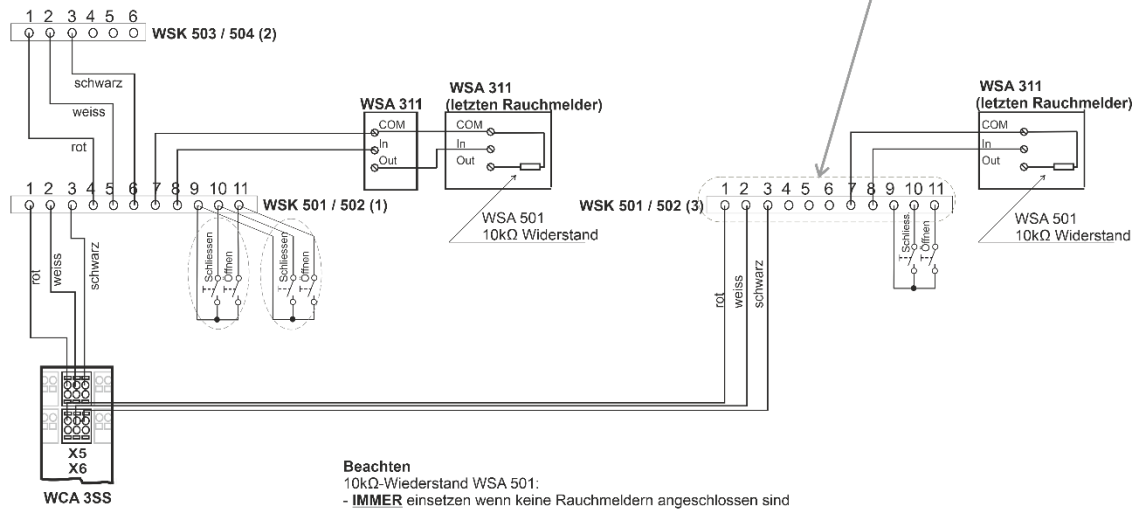 1 2 3 4 5 6
WSK 503 / 504 (2)
schwarz
weiss
rot
WSA 311
COM
In
Out
WSA 311
(letzten Rauchmelder)
COM
In
Out
WSA 501
10kΩ Widerstand
1 2 3 4 5 6 7 8 9 10 11
WSK 501 / 502 (1)
rot
weiss
schwarz
Schliessen
Öffnen
Schliessen
Öffnen
WSA 311
(letzten Rauchmelder)
COM
In
Out
WSA 501
10kΩ Widerstand
WSK 501 / 502 (3)
1 2 3 4 5 6 7 8 9 10 11
Schliess.
Öffnen
rot
weiss
schwarz
X5
X6
WCA 3SS
Beachten
10kΩ-Wiederstand WSA 501:
- IMMER einsetzen wenn keine Rauchmeldern angeschlossen sind